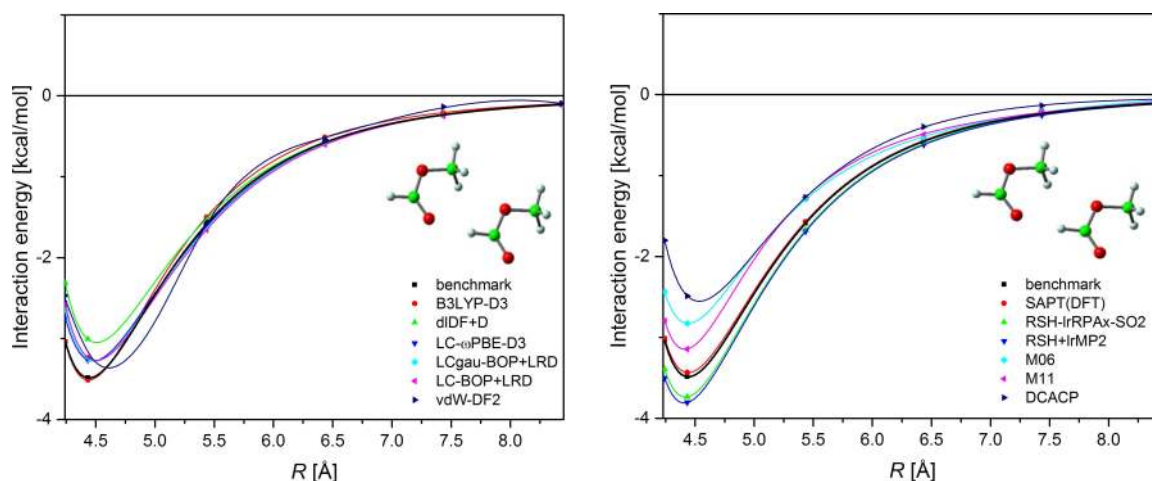 0
-2
-4
Interaction energy [kcal/mol]
benchmark
B3LYP-D3
dlDF+D
LC-ωPBE-D3
LCgau-BOP+LRD
LC-BOP+LRD
vdW-DF2
4.5 5.0 5.5 6.0 6.5 7.0 7.5 8.0
R [Å]
0
-2
-4
Interaction energy [kcal/mol]
benchmark
SAPT(DFT)
RSH-lrRPAx-SO2
RSH+lrMP2
M06
M11
DCACP
4.5 5.0 5.5 6.0 6.5 7.0 7.5 8.0
R [Å]